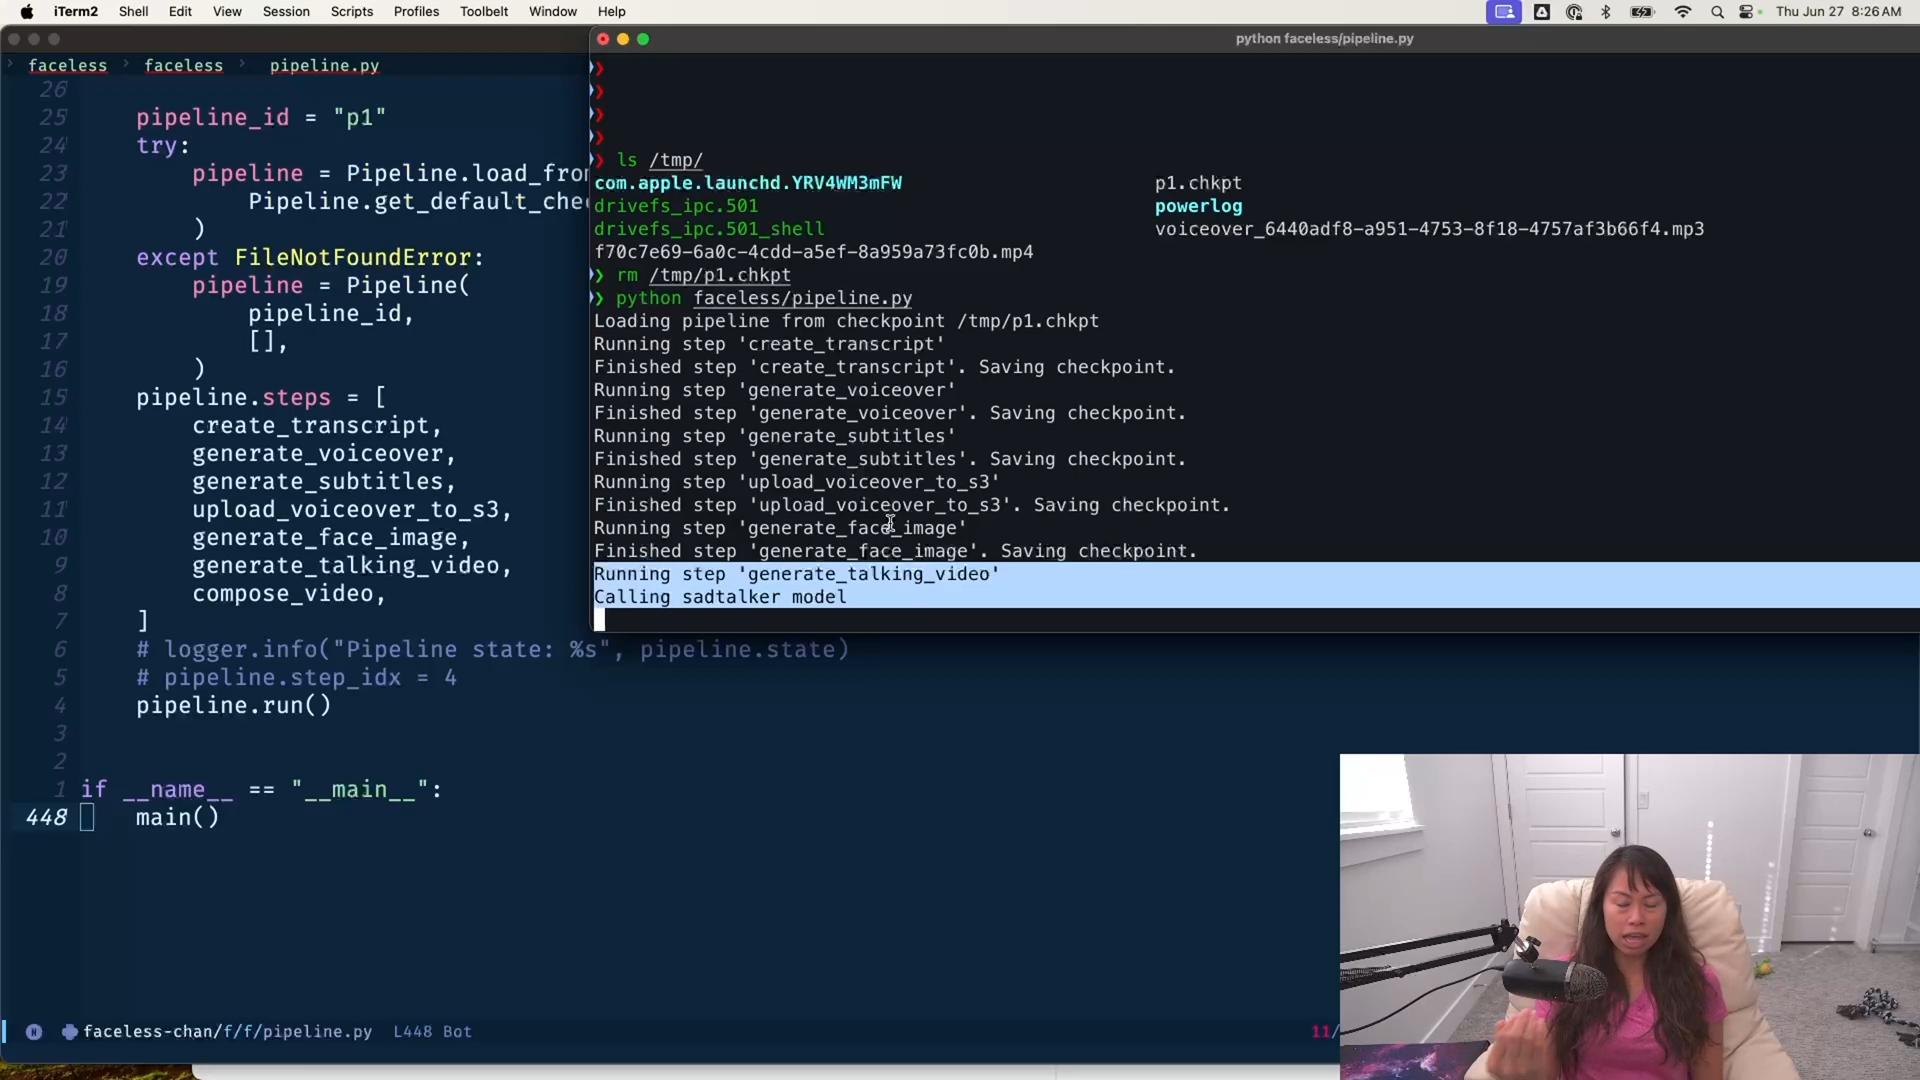 iTerm2 Shell Edit View Session Scripts Profiles Toolbelt Window Help Thu Jun 27 8:26 AM
faceless faceless pipeline.py
26
25 pipeline_id = "p1"
24 try:
23 pipeline = Pipeline.load_fro
22 Pipeline.get_default_che
21 )
20 except FileNotFoundError:
19 pipeline = Pipeline(
18 pipeline_id,
17 [],
16 )
15 pipeline.steps = [
14 create_transcript,
13 generate_voiceover,
12 generate_subtitles,
11 upload_voiceover_to_s3,
10 generate_face_image,
9 generate_talking_video,
8 compose_video,
7 ]
6 # logger.info("Pipeline state: %s", pipeline.state)
5 # pipeline.step_idx = 4
4 pipeline.run()
3
2
1 if __name__ == "__main__":
448 main()
N faceless-chan/f/f/pipeline.py L448 Bot 11/
python faceless/pipeline.py
❯
❯
❯
❯
❯ ls /tmp/
com.apple.launchd.YRV4WM3mFW p1.chkpt
drivefs_ipc.501 powerlog
drivefs_ipc.501_shell voiceover_6440adf8-a951-4753-8f18-4757af3b66f4.mp3
f70c7e69-6a0c-4cdd-a5ef-8a959a73fc0b.mp4
❯ rm /tmp/p1.chkpt
❯ python faceless/pipeline.py
Loading pipeline from checkpoint /tmp/p1.chkpt
Running step 'create_transcript'
Finished step 'create_transcript'. Saving checkpoint.
Running step 'generate_voiceover'
Finished step 'generate_voiceover'. Saving checkpoint.
Running step 'generate_subtitles'
Finished step 'generate_subtitles'. Saving checkpoint.
Running step 'upload_voiceover_to_s3'
Finished step 'upload_voiceover_to_s3'. Saving checkpoint.
Running step 'generate_face_image'
Finished step 'generate_face_image'. Saving checkpoint.
Running step 'generate_talking_video'
Calling sadtalker model